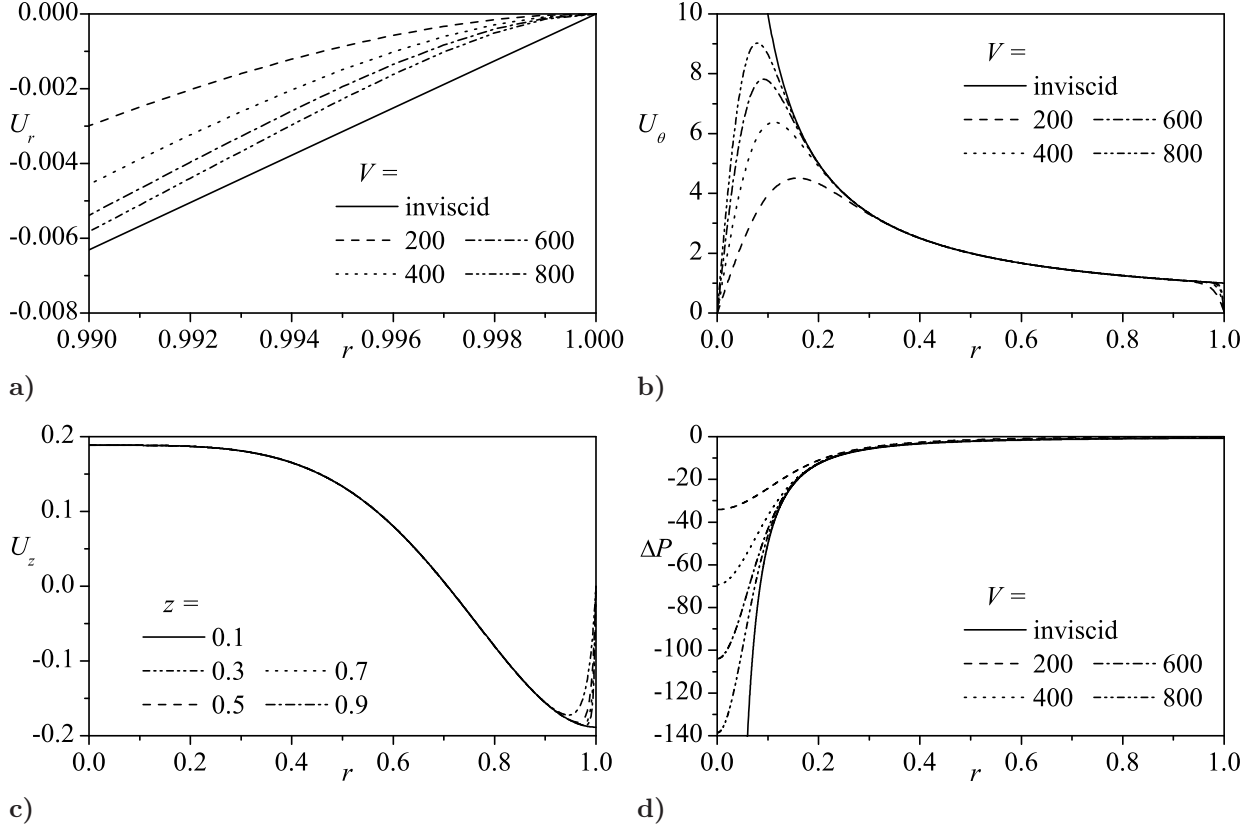 0.000
-0.002
U_r
-0.004
-0.006
-0.008
0.990 0.992 0.994 0.996 0.998 1.000
r
V =
inviscid
200 600
400 800
a)
10
8
U_θ
6
4
2
0
0.0 0.2 0.4 0.6 0.8 1.0
r
V =
inviscid
200 600
400 800
b)
0.2
0.1
U_z
0.0
-0.1
-0.2
0.0 0.2 0.4 0.6 0.8 1.0
r
z =
0.1
0.3 0.7
0.5 0.9
c)
0
-20
-40
ΔP
-60
-80
-100
-120
-140
0.0 0.2 0.4 0.6 0.8 1.0
r
V =
inviscid
200 600
400 800
d)